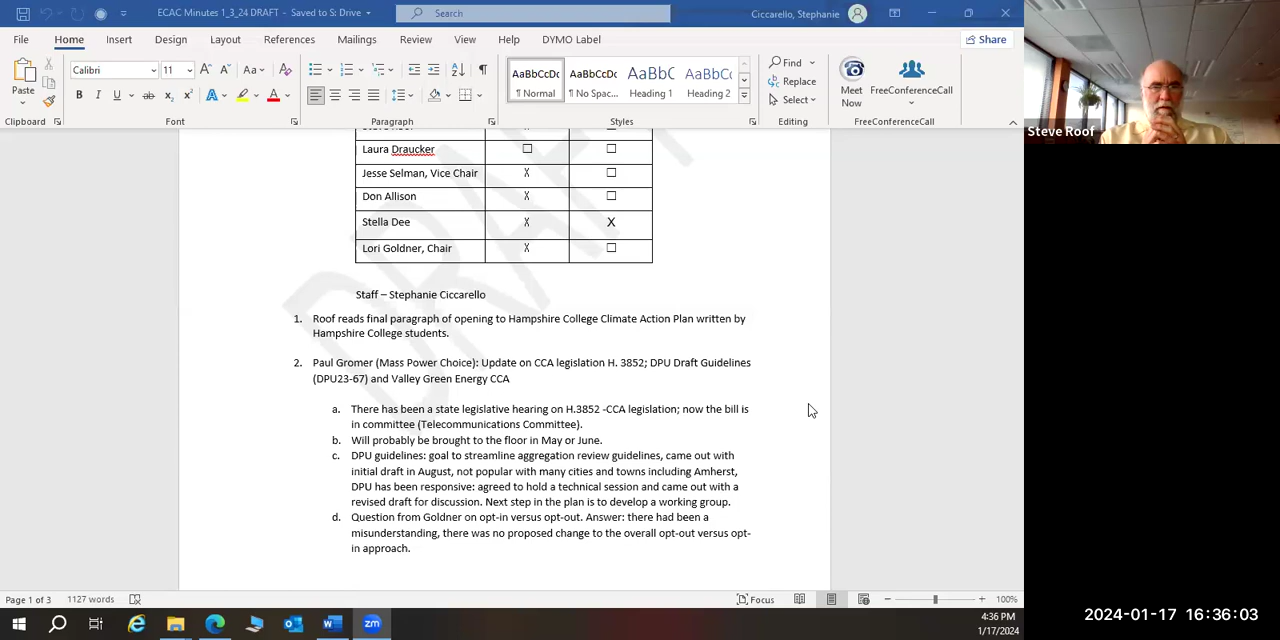 ECAC Minutes 1_3_24 DRAFT - Saved to S: Drive
Search
Ciccarello, Stephanie
File Home Insert Design Layout References Mailings Review View Help DYMO Label
Share
Paste
Calibri 11
Aa
AaBbCcDc AaBbCcDc AaBbC AaBbCc
¶ Normal ¶ No Spac... Heading 1 Heading 2
Find
Replace
Select
Meet Now
FreeConferenceCall
Clipboard Font Paragraph Styles Editing FreeConferenceCall
Steve Roof
Laura Draucker ☐ ☐
Jesse Selman, Vice Chair X ☐
Don Allison X ☐
Stella Dee X X
Lori Goldner, Chair X ☐
DRAFT
Staff – Stephanie Ciccarello
1. Roof reads final paragraph of opening to Hampshire College Climate Action Plan written by
Hampshire College students.
2. Paul Gromer (Mass Power Choice): Update on CCA legislation H. 3852; DPU Draft Guidelines
(DPU23-67) and Valley Green Energy CCA
a. There has been a state legislative hearing on H.3852 -CCA legislation; now the bill is
in committee (Telecommunications Committee).
b. Will probably be brought to the floor in May or June.
c. DPU guidelines: goal to streamline aggregation review guidelines, came out with
initial draft in August, not popular with many cities and towns including Amherst,
DPU has been responsive: agreed to hold a technical session and came out with a
revised draft for discussion. Next step in the plan is to develop a working group.
d. Question from Goldner on opt-in versus opt-out. Answer: there had been a
misunderstanding, there was no proposed change to the overall opt-out versus opt-
in approach.
Page 1 of 3 1127 words
Focus
100%
4:36 PM
1/17/2024
2024-01-17 16:36:03